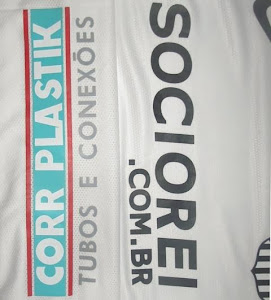 CORR PLASTIK
TUBOS E CONEXÕES
SOCIOREI
.COM.BR